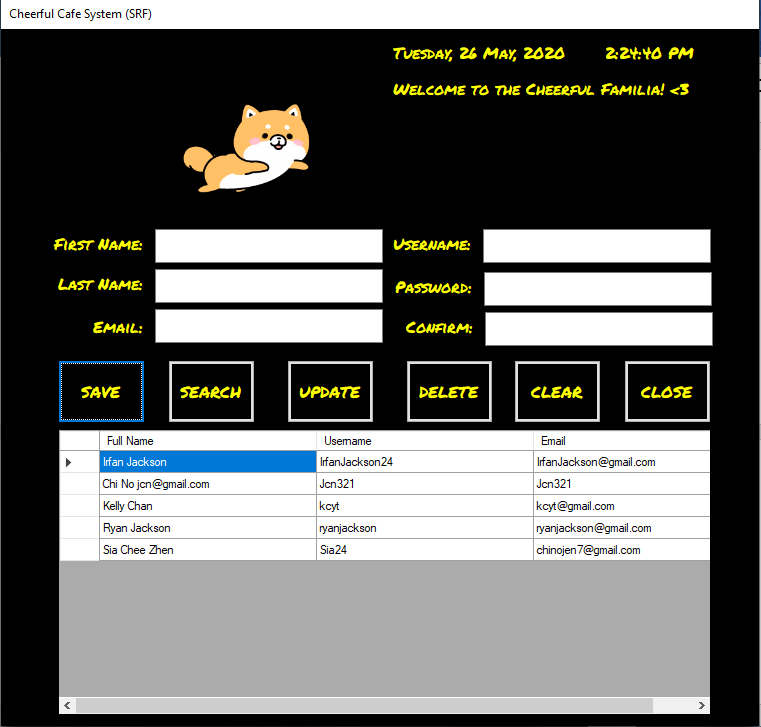 Cheerful Cafe System (SRF)
Tuesday, 26 May, 2020 2:24:40 PM
Welcome to the Cheerful Familia! <3
First Name: Username:
Last Name: Password:
Email: Confirm:
SAVE SEARCH UPDATE DELETE CLEAR CLOSE
Full Name Username Email
Irfan Jackson IrfanJackson24 IrfanJackson@gmail.com
Chi No jcn@gmail.com Jcn321 Jcn321
Kelly Chan kcyt kcyt@gmail.com
Ryan Jackson ryanjackson ryanjackson@gmail.com
Sia Chee Zhen Sia24 chinojen7@gmail.com